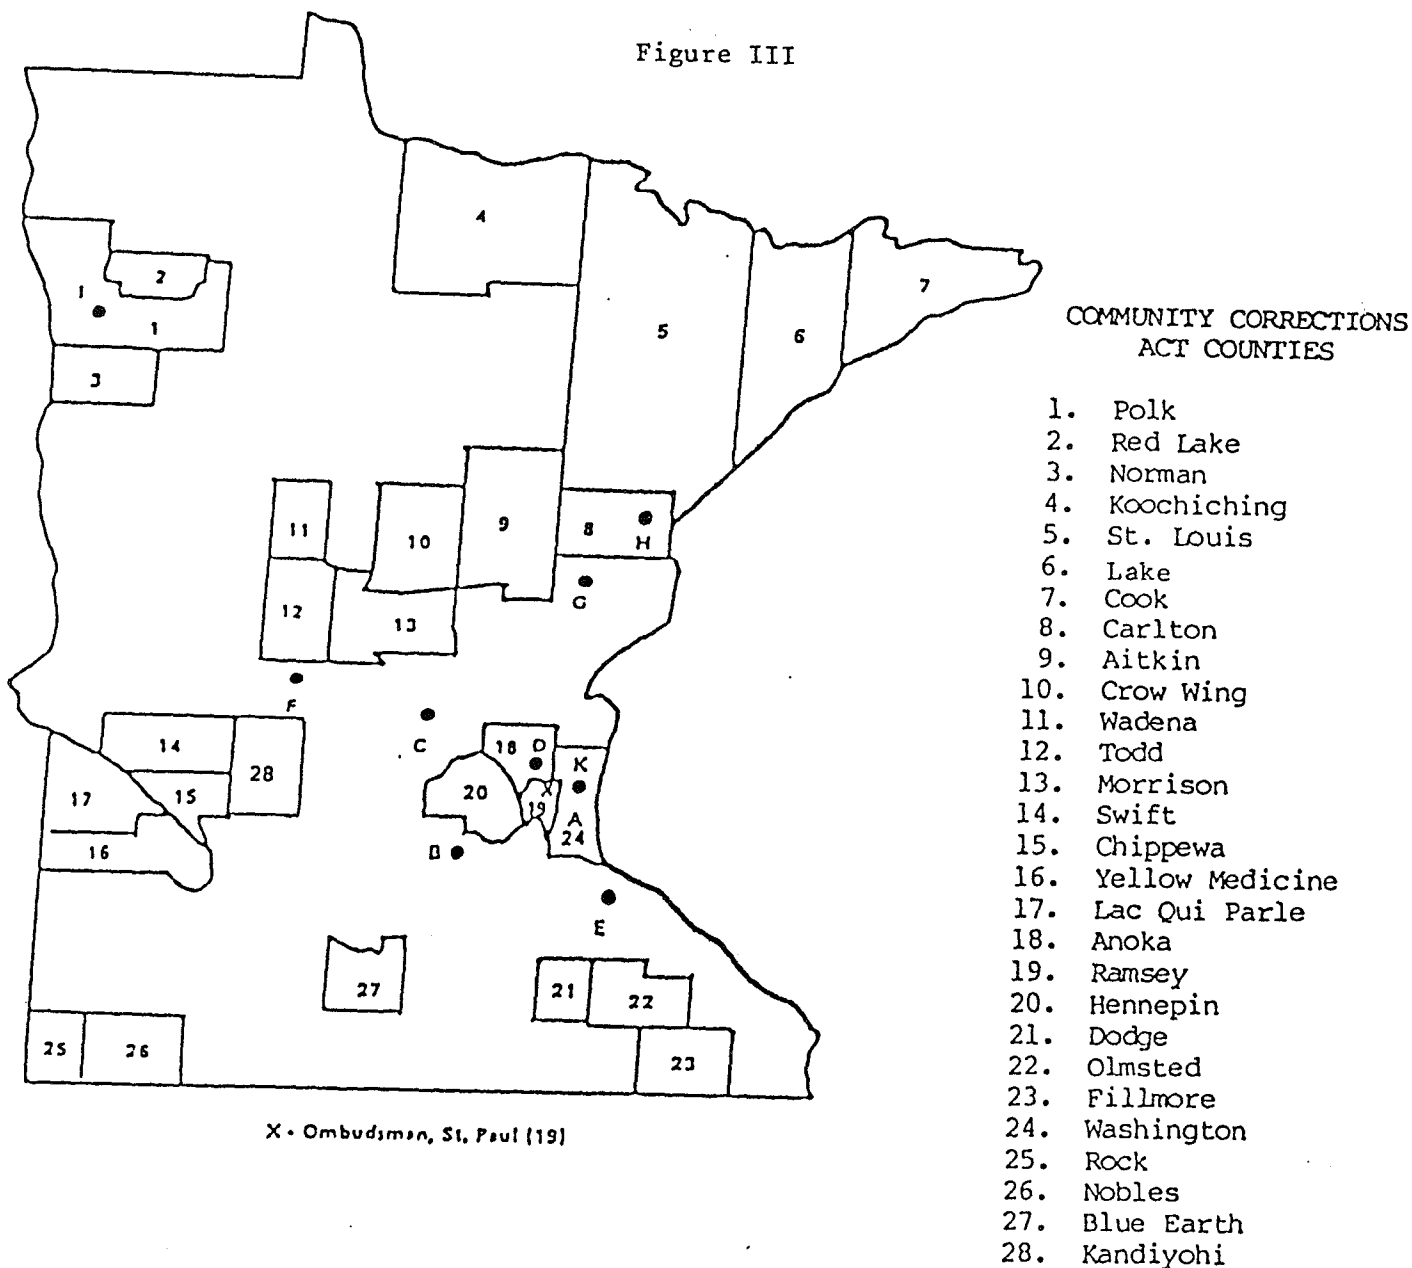 Figure III
4
2
1
7
1
5
6
3
COMMUNITY CORRECTIONS
ACT COUNTIES
1. Polk
2. Red Lake
3. Norman
4. Koochiching
5. St. Louis
6. Lake
7. Cook
8. Carlton
9. Aitkin
10. Crow Wing
11. Wadena
12. Todd
13. Morrison
14. Swift
15. Chippewa
16. Yellow Medicine
17. Lac Qui Parle
18. Anoka
19. Ramsey
20. Hennepin
21. Dodge
22. Olmsted
23. Fillmore
24. Washington
25. Rock
26. Nobles
27. Blue Earth
28. Kandiyohi
11
10
9
8
H
G
12
13
F
C
14
28
18
D
K
17
15
20
X
19
A
24
16
B
E
27
21
22
25
26
23
X - Ombudsman, St. Paul (19)